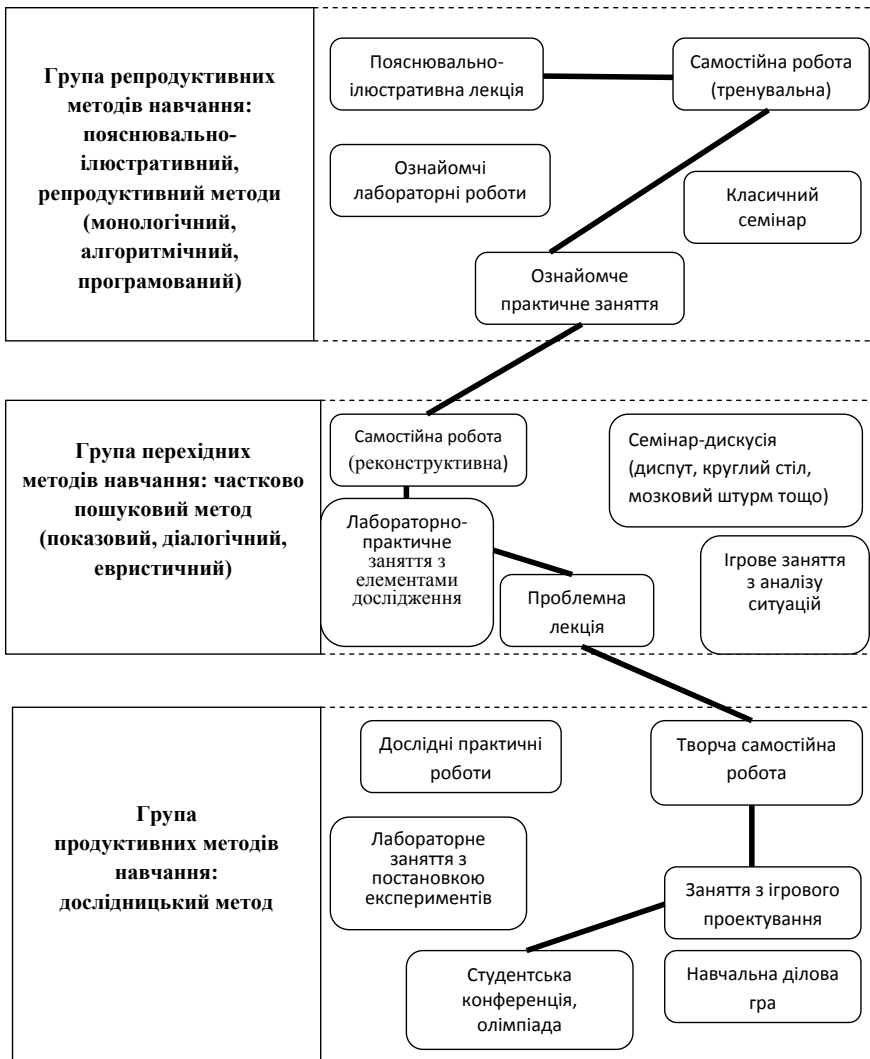 Група репродуктивних
методів навчання:
пояснювально-
ілюстративний,
репродуктивний методи
(монологічний,
алгоритмічний,
програмований)
Пояснювально-
ілюстративна лекція
Самостійна робота
(тренувальна)
Ознайомчі
лабораторні роботи
Класичний
семінар
Ознайомче
практичне заняття
Група перехідних
методів навчання: частково
пошуковий метод
(показовий, діалогічний,
евристичний)
Самостійна робота
(реконструктивна)
Семінар-дискусія
(диспут, круглий стіл,
мозковий штурм тощо)
Лабораторно-
практичне
заняття з
елементами
дослідження
Проблемна
лекція
Ігрове заняття
з аналізу
ситуацій
Група
продуктивних методів
навчання:
дослідницький метод
Дослідні практичні
роботи
Творча самостійна
робота
Лабораторне
заняття з
постановкою
експериментів
Заняття з ігрового
проектування
Студентська
конференція,
олімпіада
Навчальна ділова
гра